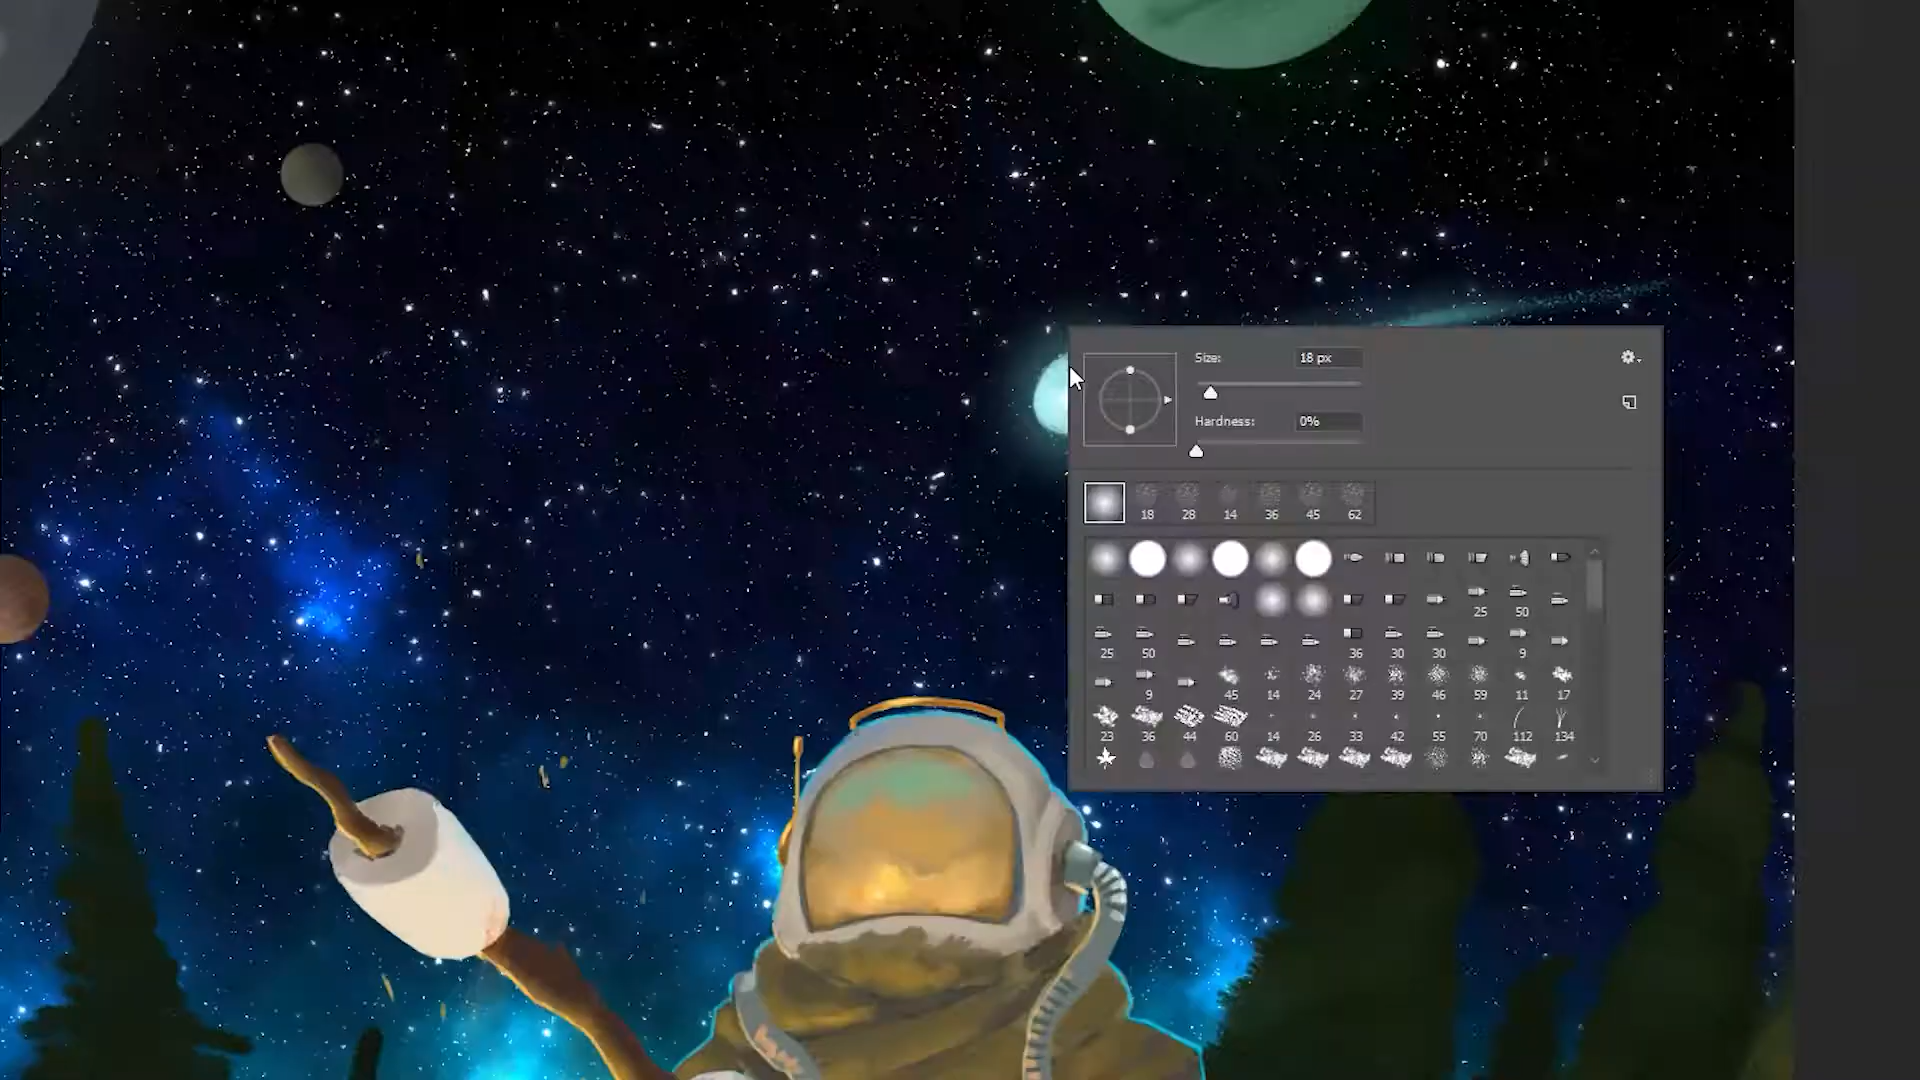 Size: 18 px
Hardness: 0%
18 28 14 36 45 62
25 50
25 50 36 30 30 9
9 45 14 24 27 39 46 59 11 17
23 36 44 60 14 26 33 42 55 70 112 134